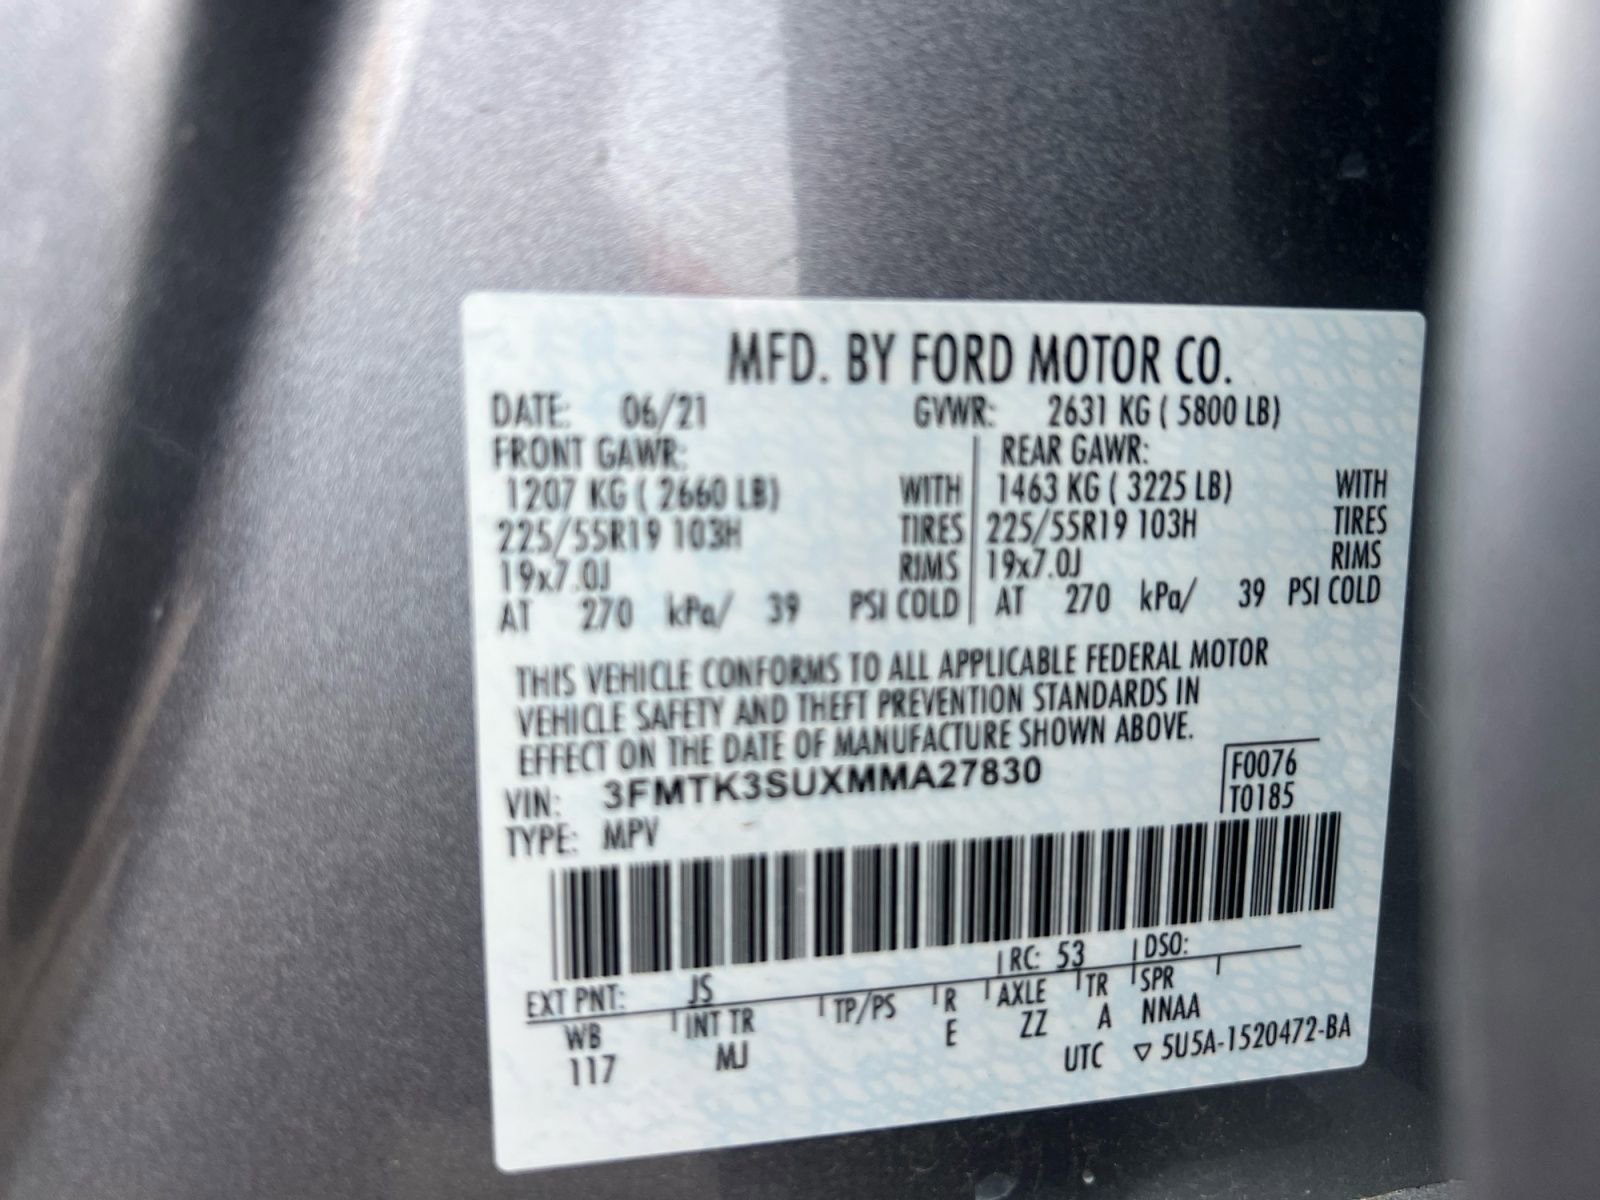 MFD. BY FORD MOTOR CO.
DATE: 06/21 GVWR: 2631 KG ( 5800 LB)
FRONT GAWR: REAR GAWR:
1207 KG ( 2660 LB) WITH 1463 KG ( 3225 LB) WITH
225/55R19 103H TIRES 225/55R19 103H TIRES
19x7.0J RIMS 19x7.0J RIMS
AT 270 kPa/ 39 PSI COLD AT 270 kPa/ 39 PSI COLD
THIS VEHICLE CONFORMS TO ALL APPLICABLE FEDERAL MOTOR
VEHICLE SAFETY AND THEFT PREVENTION STANDARDS IN
EFFECT ON THE DATE OF MANUFACTURE SHOWN ABOVE.
VIN: 3FMTK3SUXMMA27830 F0076
TYPE: MPV T0185
EXT PNT: JS RC: 53 DSO:
WB INT TR TP/PS R AXLE TR SPR
117 MJ E ZZ A NNAA
UTC ▽ 5U5A-1520472-BA